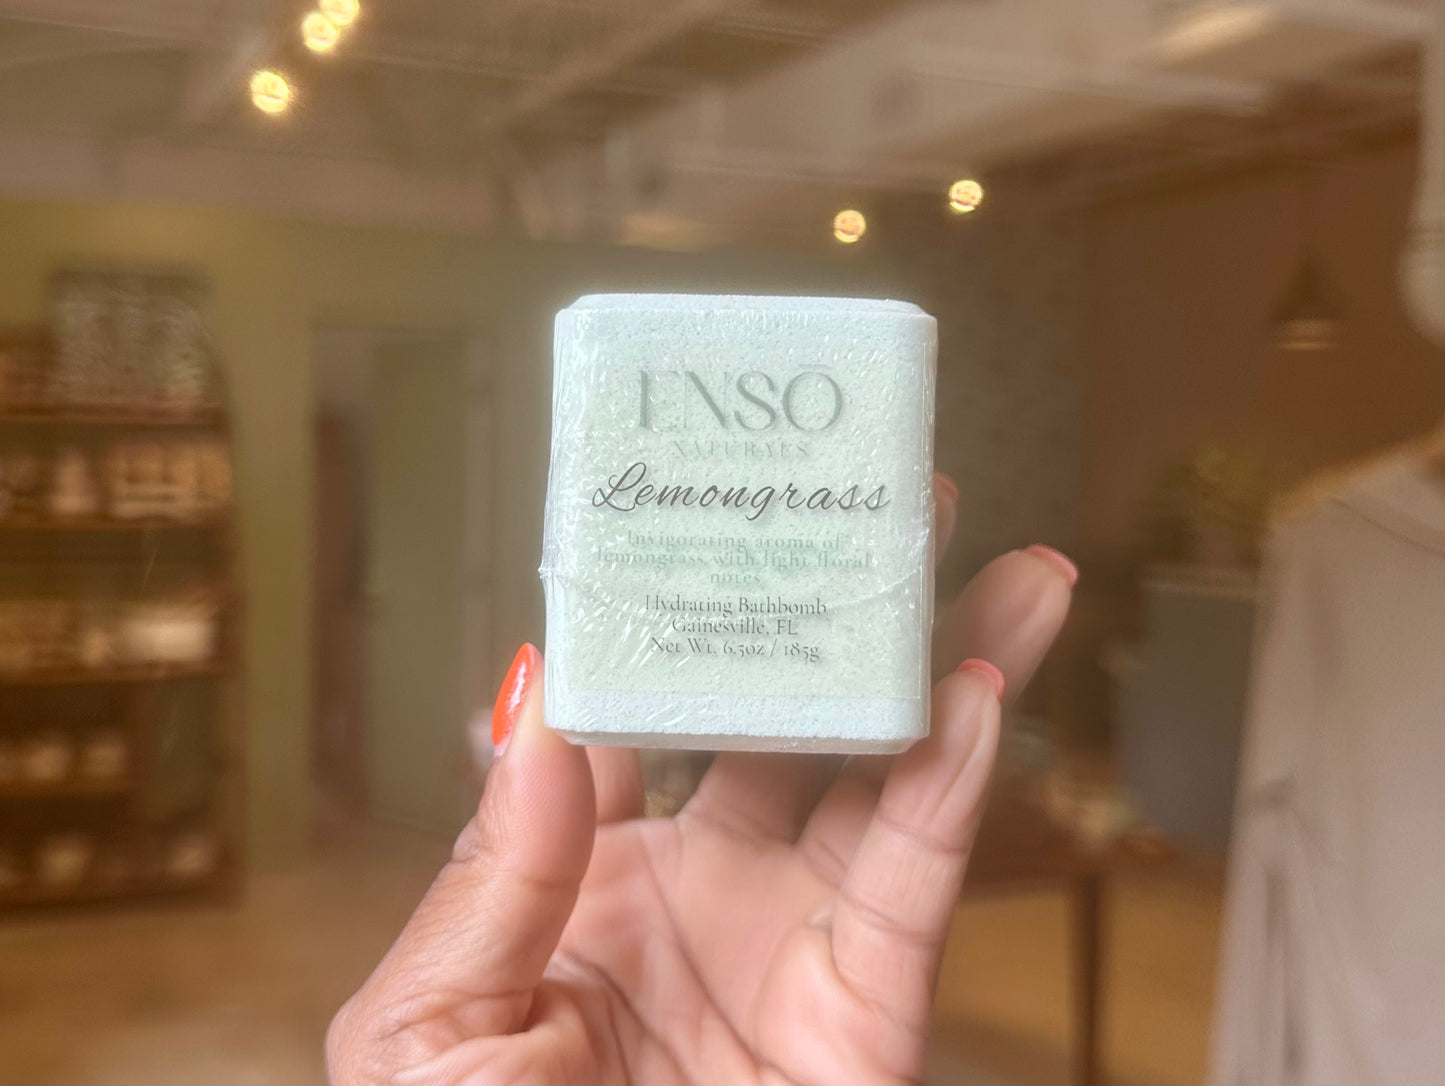 ENSŌ
NATURALS
Lemongrass
Invigorating aroma of
lemongrass with light floral
notes
Hydrating Bathbomb
Gainesville, FL
Net Wt. 6.5oz / 185g